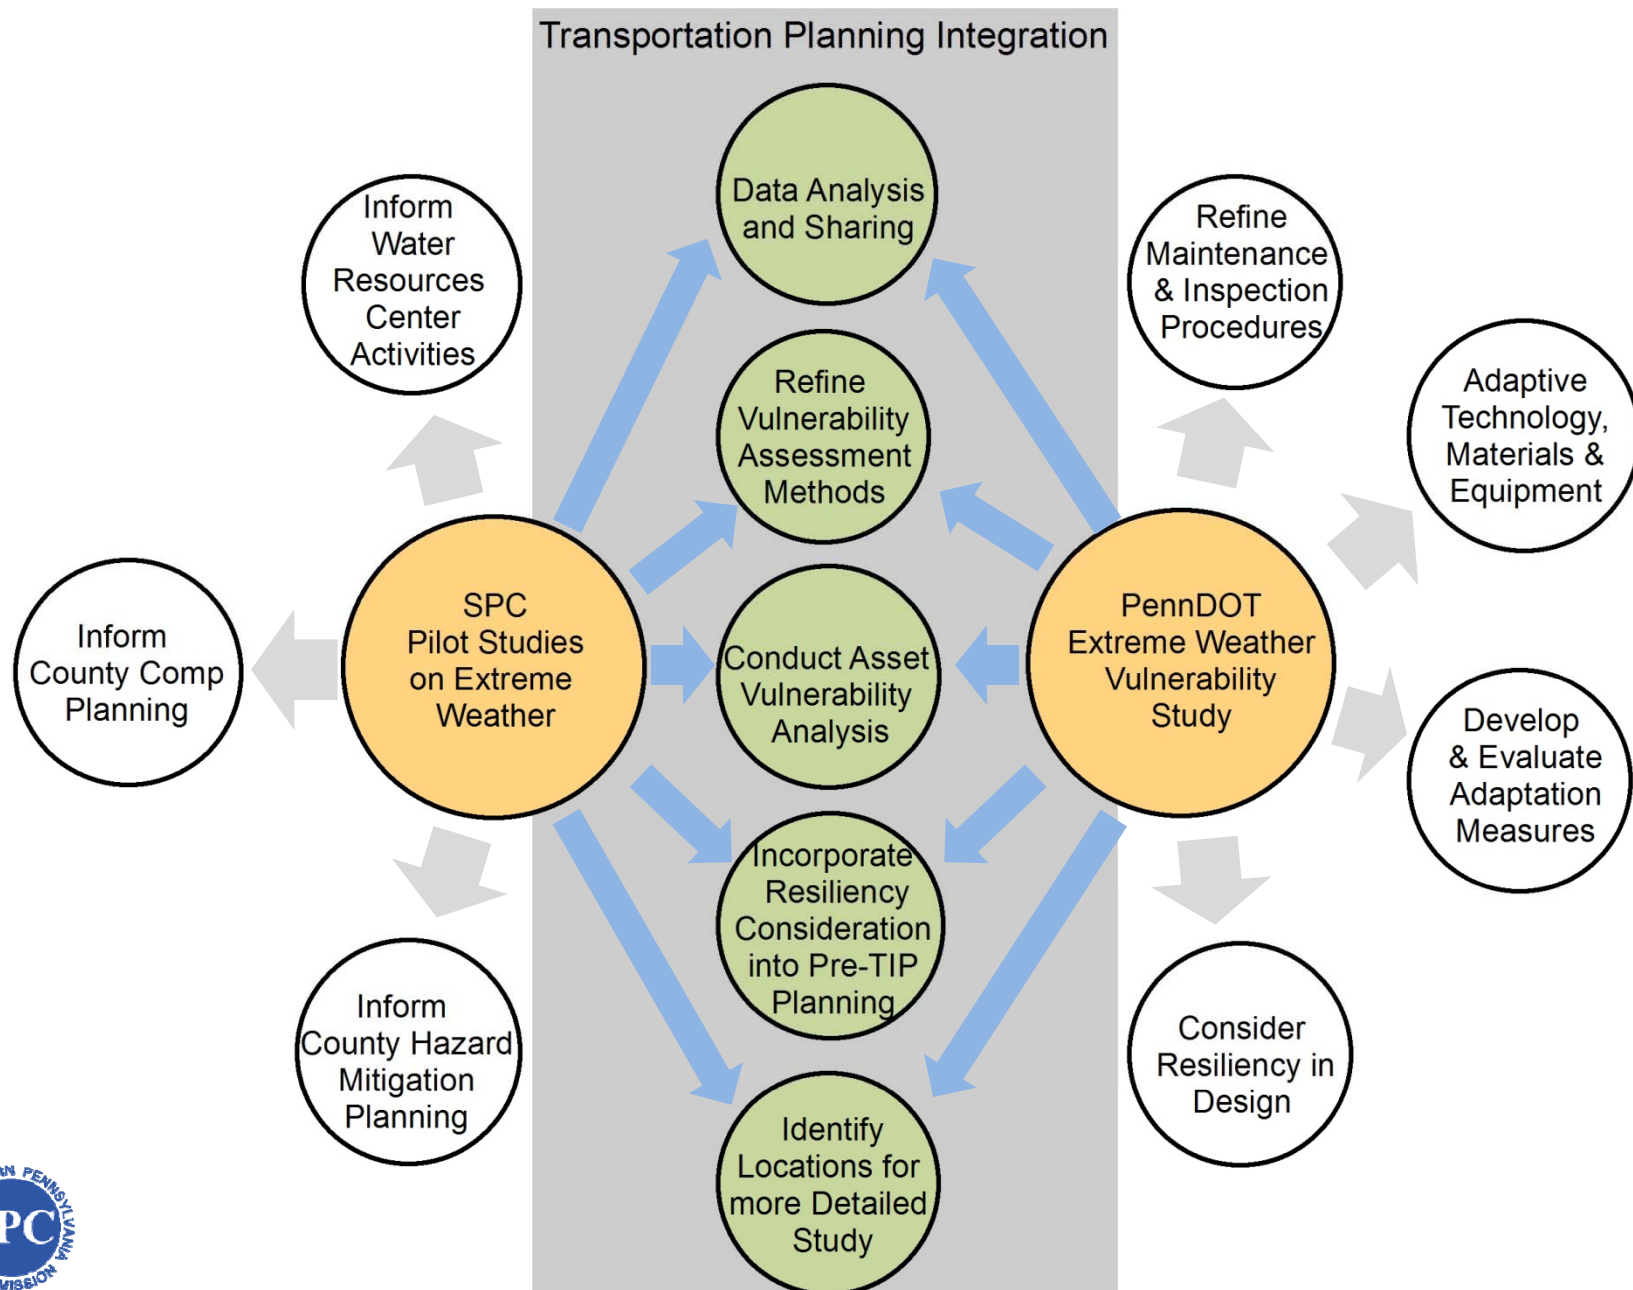 Transportation Planning Integration
Data Analysis
and Sharing
Inform
Water
Resources
Center
Activities
Refine
Maintenance
& Inspection
Procedures
Refine
Vulnerability
Assessment
Methods
Adaptive
Technology,
Materials &
Equipment
SPC
Pilot Studies
on Extreme
Weather
PennDOT
Extreme Weather
Vulnerability
Study
Inform
County Comp
Planning
Conduct Asset
Vulnerability
Analysis
Develop
& Evaluate
Adaptation
Measures
Incorporate
Resiliency
Consideration
into Pre-TIP
Planning
Inform
County Hazard
Mitigation
Planning
Consider
Resiliency in
Design
Identify
Locations for
more Detailed
Study
PENNSYLVANIA
PC